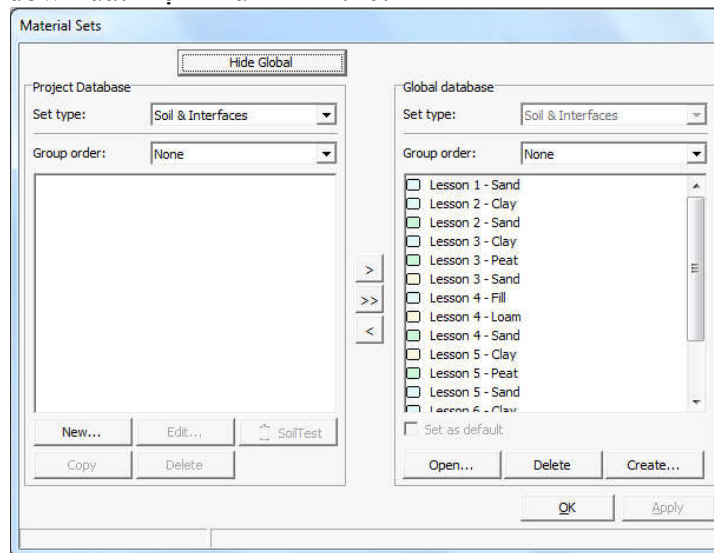 Material Sets
Hide Global
Project Database
Set type: Soil & Interfaces
Group order: None
New... Edit... SoilTest
Copy Delete
>
>>
<
Global database
Set type: Soil & Interfaces
Group order: None
Lesson 1 - Sand
Lesson 2 - Clay
Lesson 2 - Sand
Lesson 3 - Clay
Lesson 3 - Peat
Lesson 3 - Sand
Lesson 4 - Fill
Lesson 4 - Loam
Lesson 4 - Sand
Lesson 5 - Clay
Lesson 5 - Peat
Lesson 5 - Sand
Lesson 6 - Clay
Set as default
Open... Delete Create...
OK Apply